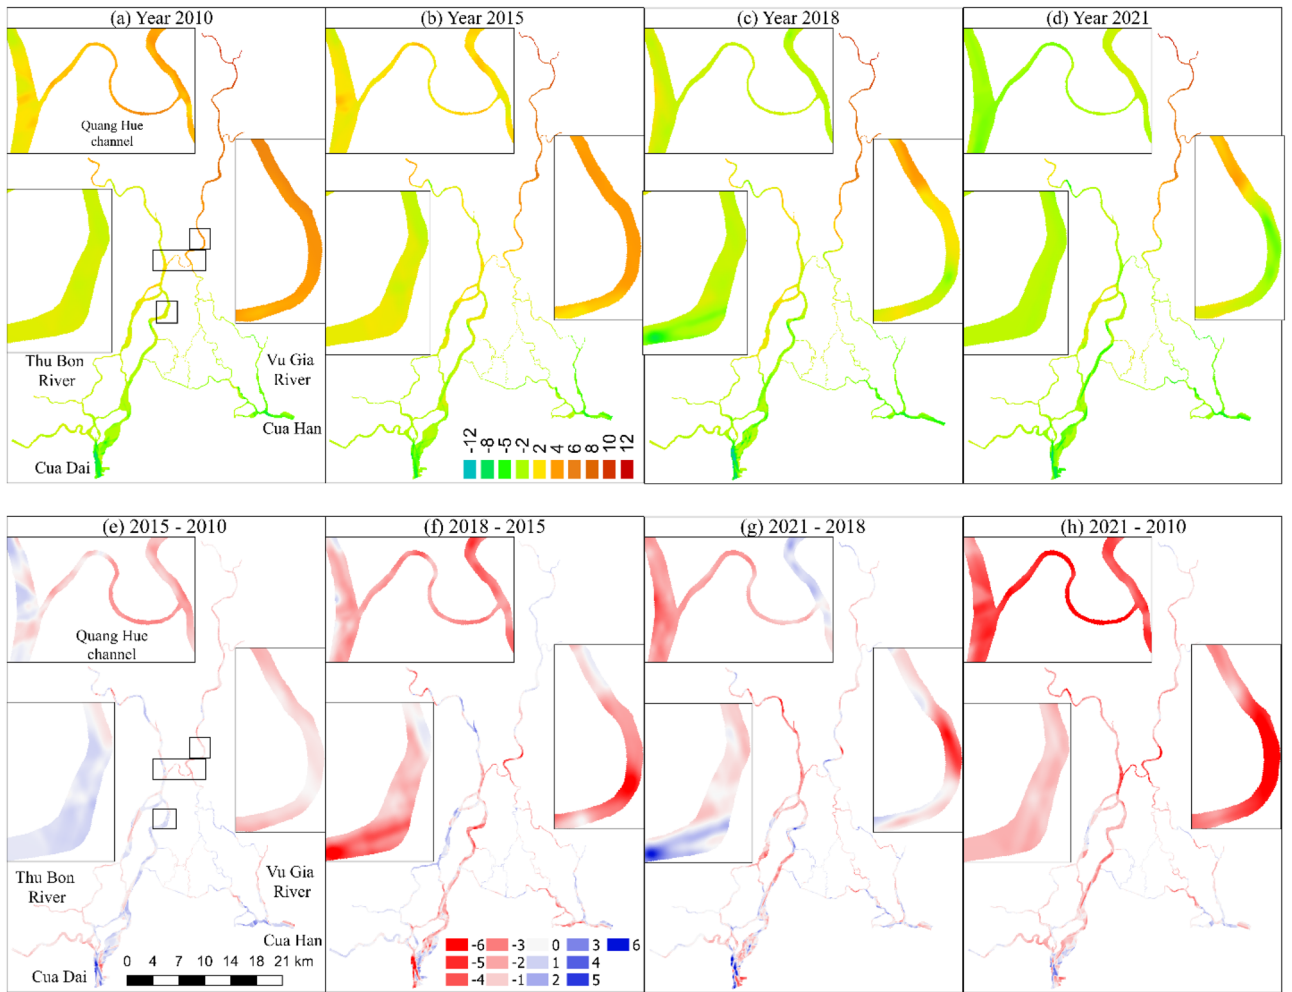 (a) Year 2010
(b) Year 2015
(c) Year 2018
(d) Year 2021
Quang Hue
channel
Thu Bon
River
Vu Gia
River
Cua Han
Cua Dai
-12 -8 -5 -2 2 4 6 8 10 12
(e) 2015 - 2010
(f) 2018 - 2015
(g) 2021 - 2018
(h) 2021 - 2010
Quang Hue
channel
Thu Bon
River
Vu Gia
River
Cua Han
Cua Dai
0 4 7 10 14 18 21 km
-6 -3 0 3 6
-5 -2 1 4
-4 -1 2 5